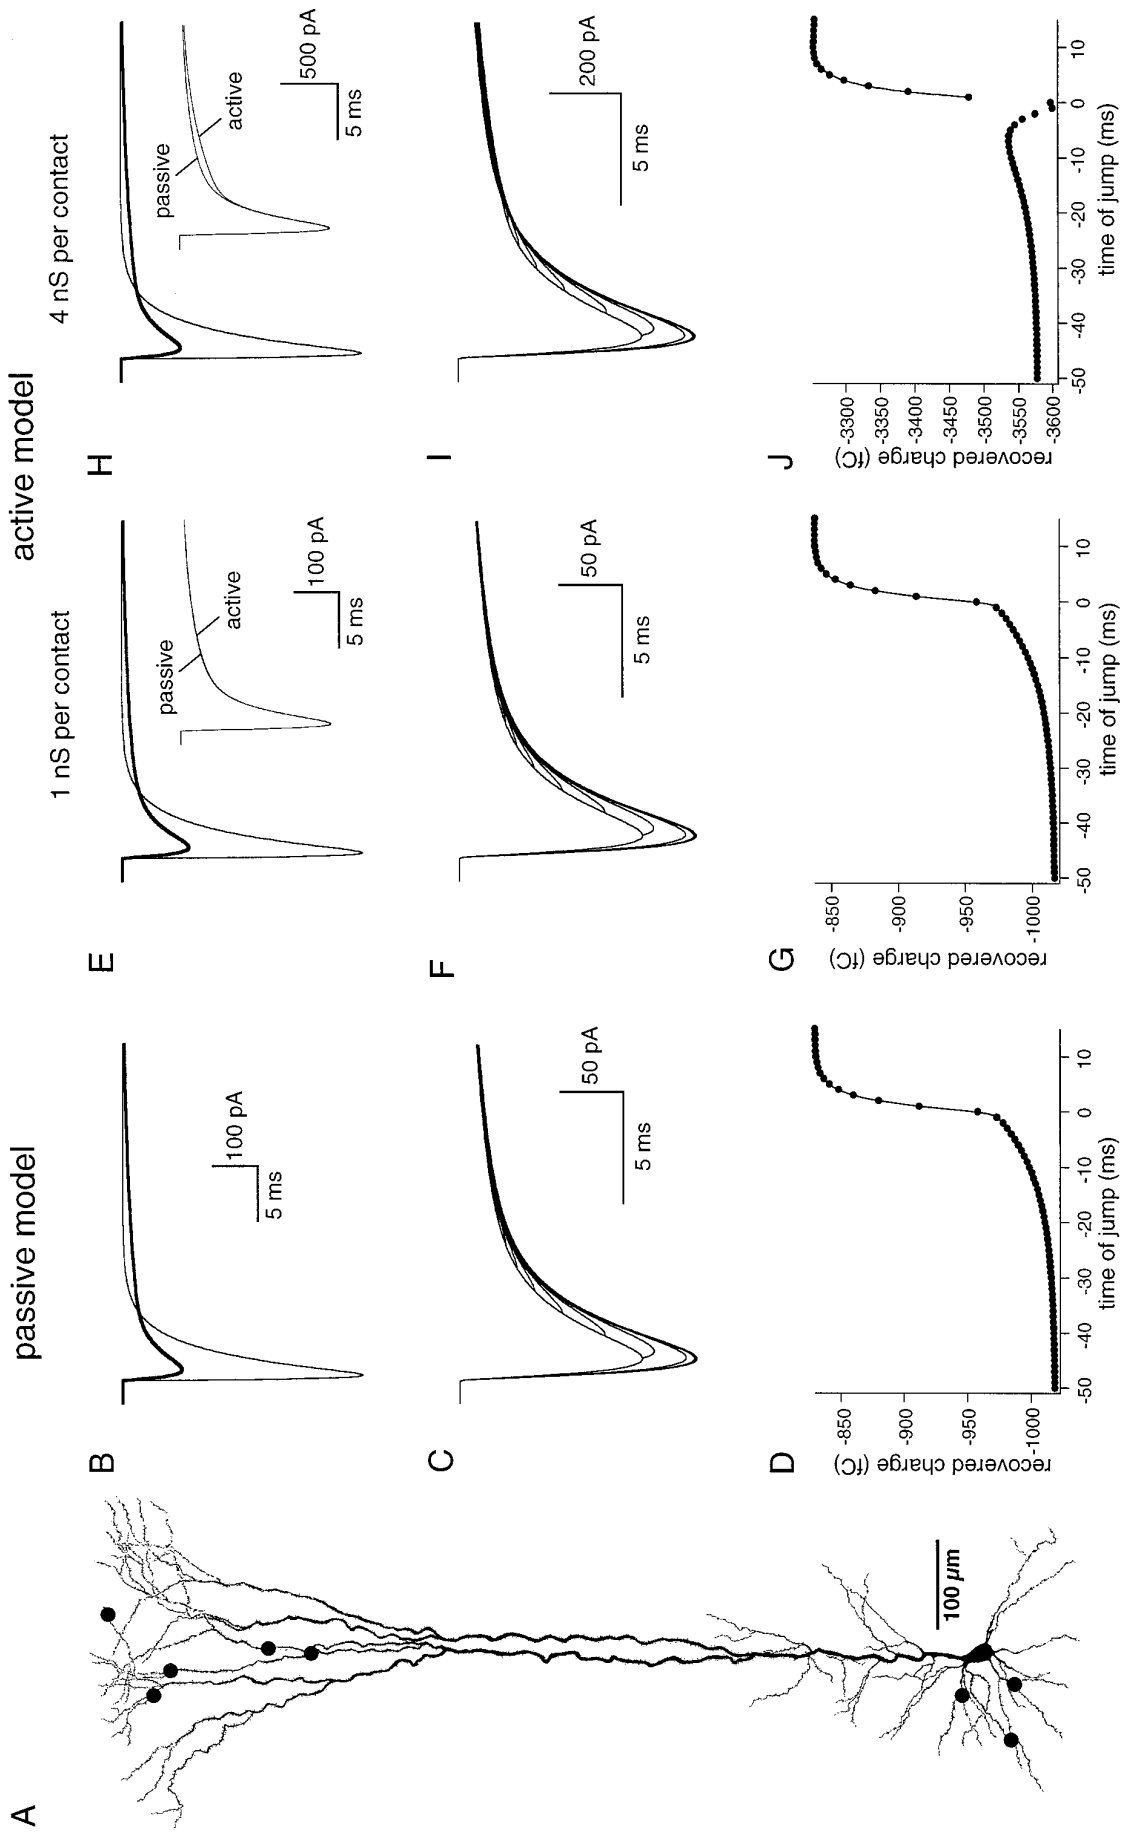 passive model
active model
1 nS per contact
4 nS per contact
A
100 µm
B
100 pA
5 ms
C
50 pA
5 ms
D
recovered charge (fC)
-850
-900
-950
-1000
-50
-40
-30
-20
-10
0
10
time of jump (ms)
E
passive
active
100 pA
5 ms
F
50 pA
5 ms
G
recovered charge (fC)
-850
-900
-950
-1000
-50
-40
-30
-20
-10
0
10
time of jump (ms)
H
passive
active
500 pA
5 ms
I
200 pA
5 ms
J
recovered charge (fC)
-3300
-3350
-3400
-3450
-3500
-3550
-3600
-50
-40
-30
-20
-10
0
10
time of jump (ms)